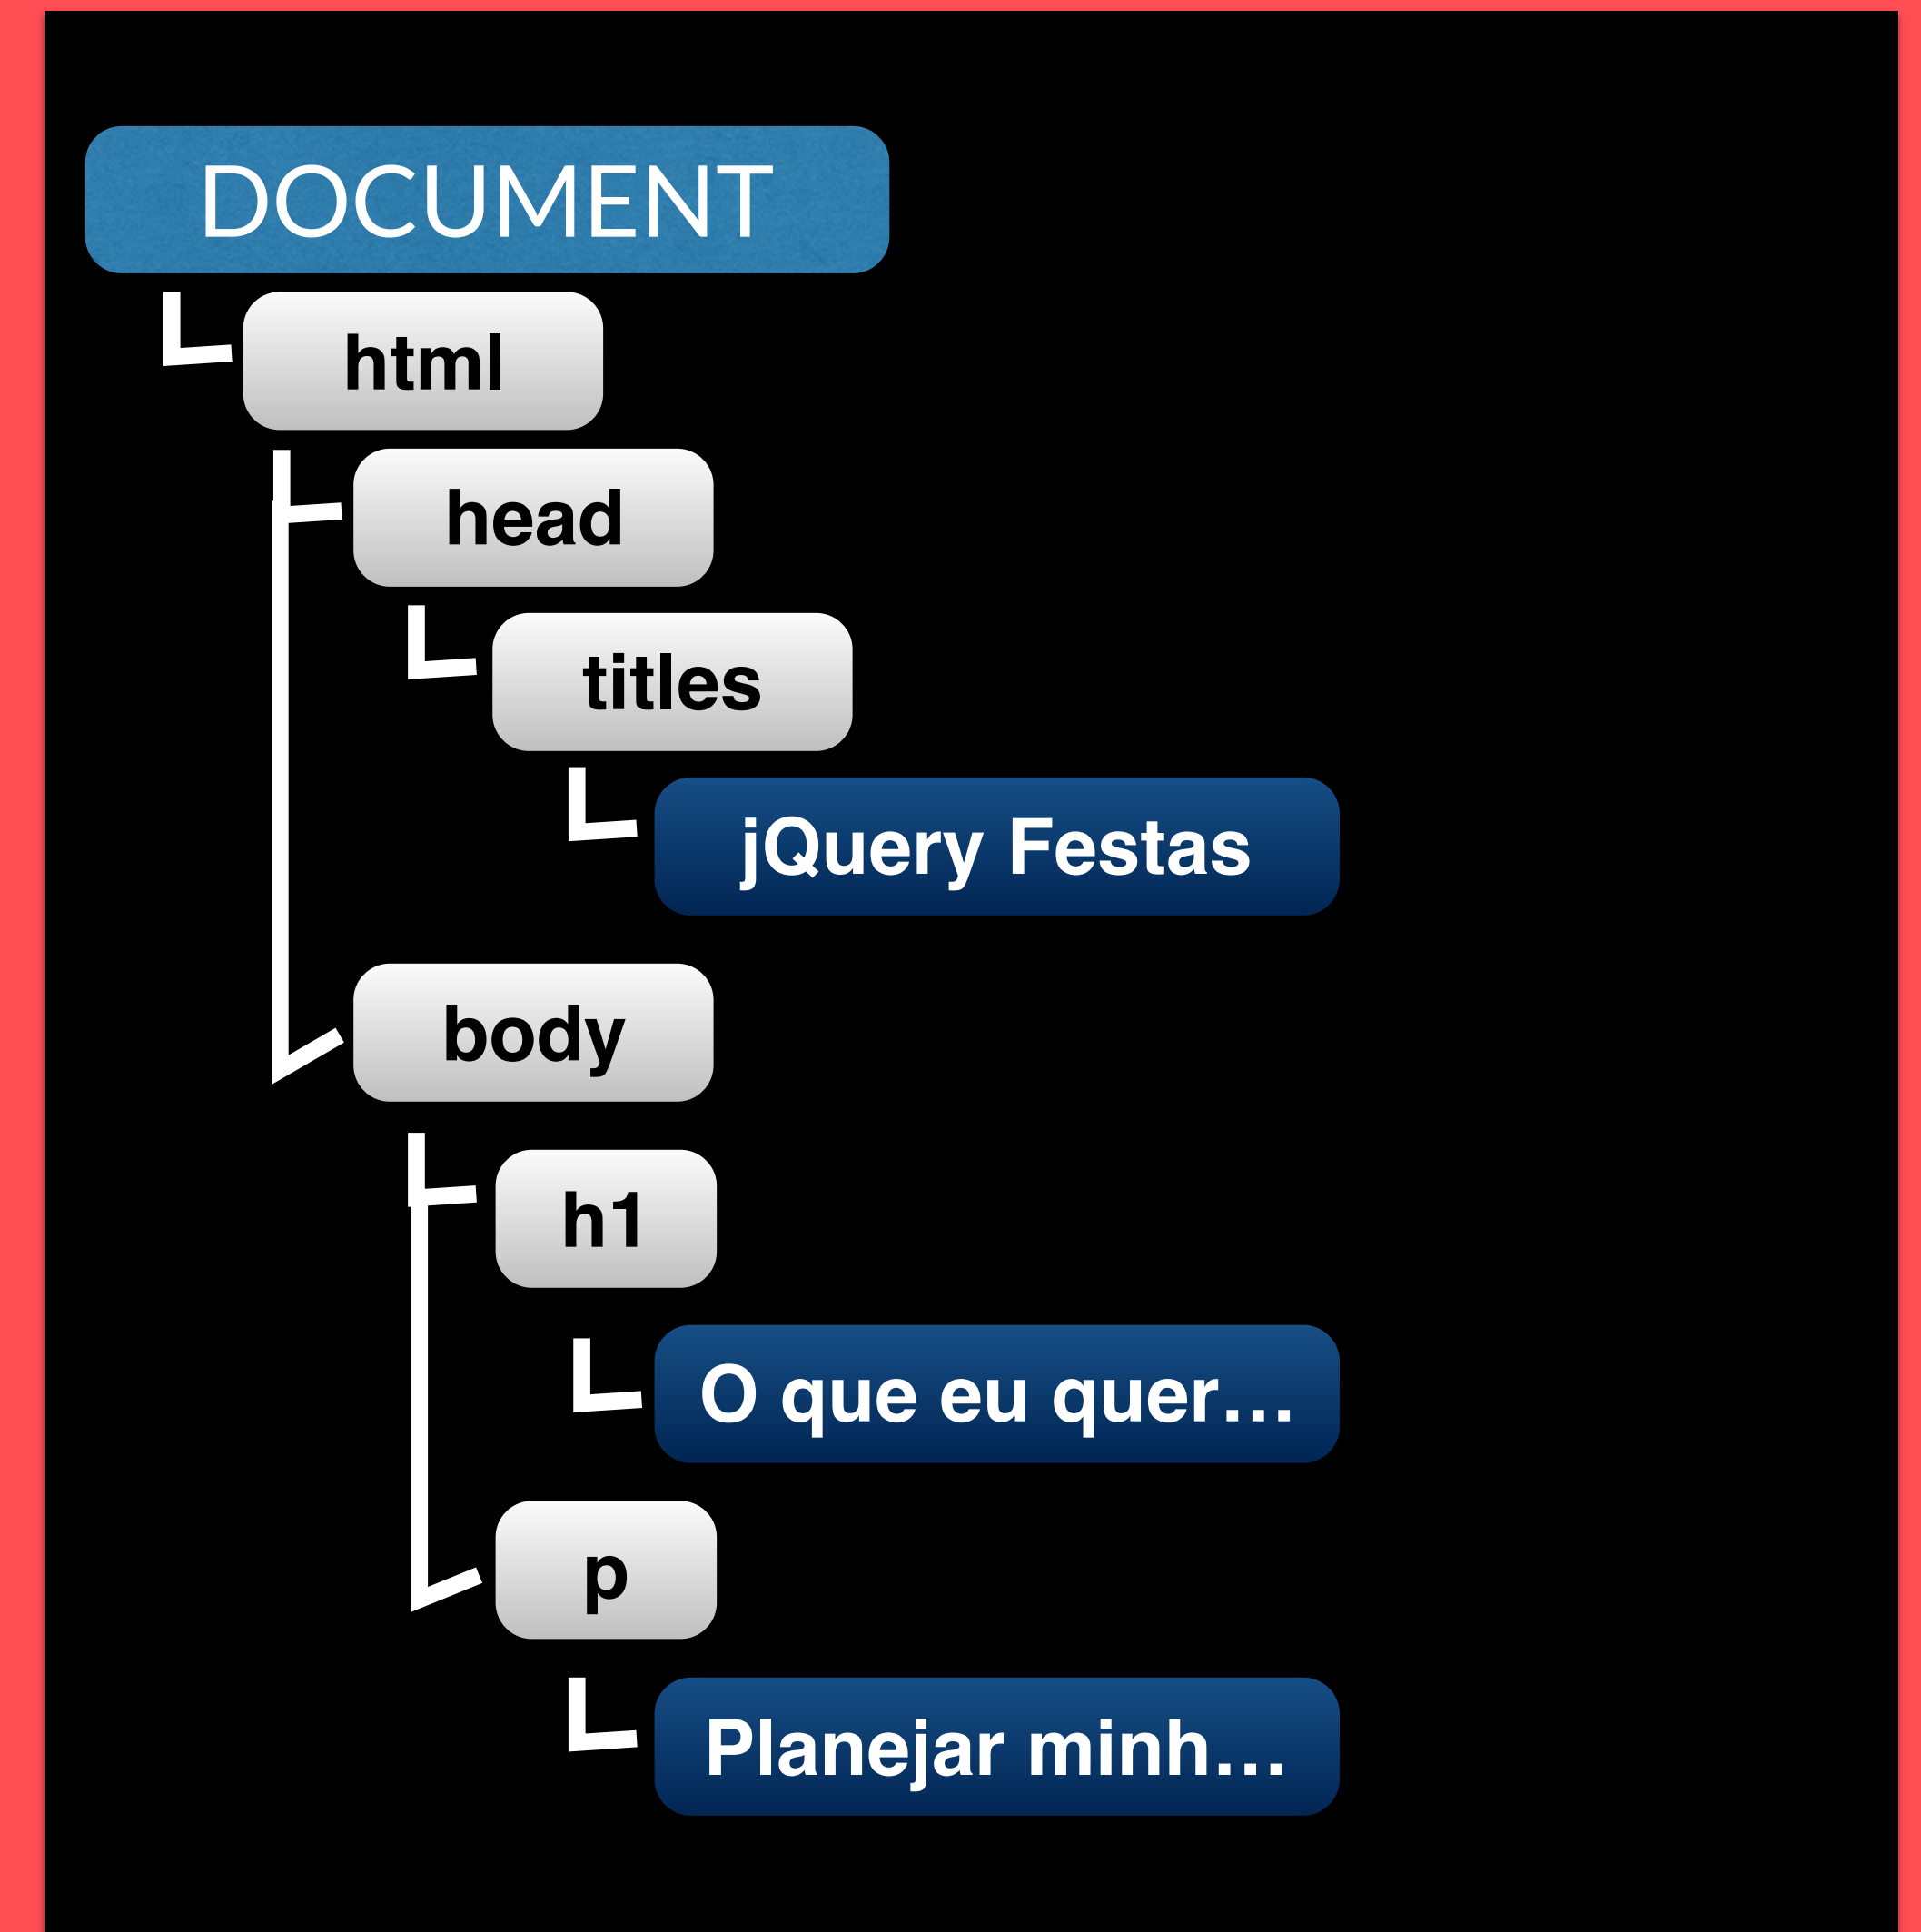 DOCUMENT
html
head
titles
jQuery Festas
body
h1
O que eu quer...
p
Planejar minh...